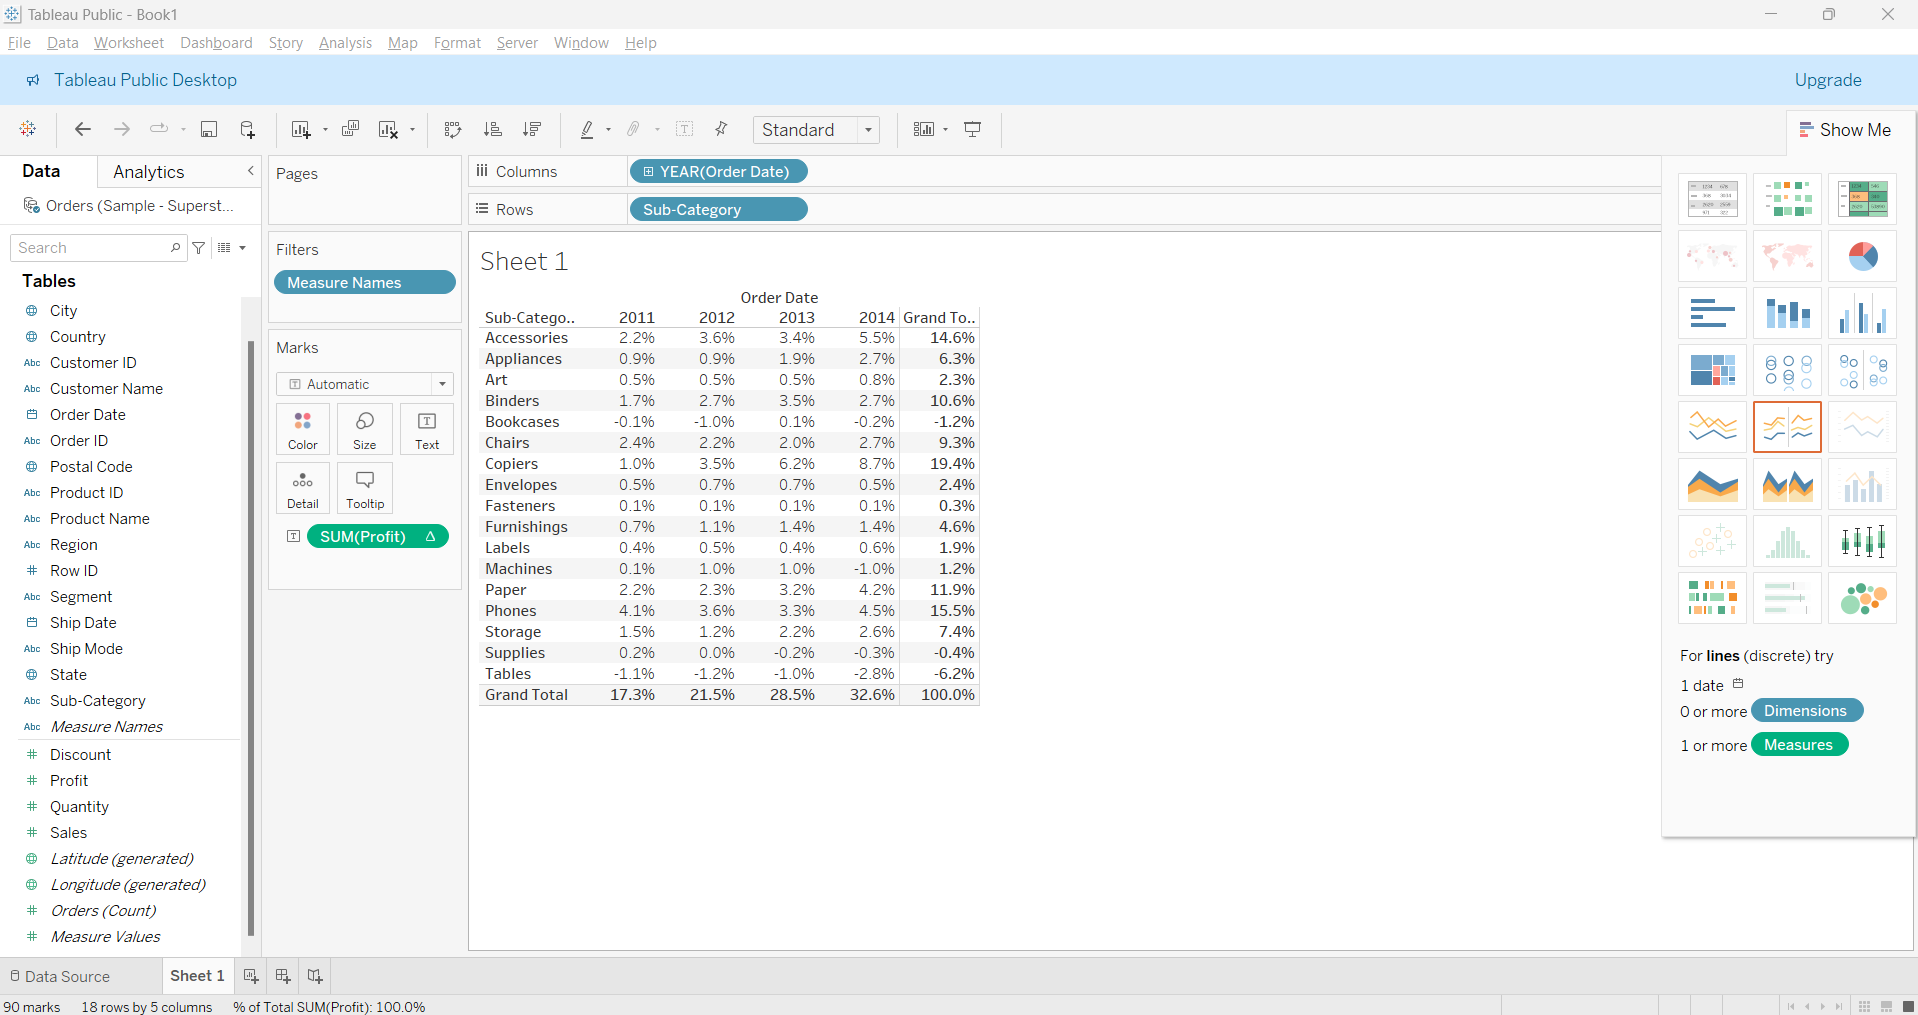 Tableau Public - Book1
File Data Worksheet Dashboard Story Analysis Map Format Server Window Help
Tableau Public Desktop Upgrade
Standard Show Me
Data Analytics
Orders (Sample - Superst...
Search
Tables
City
Country
Abc Customer ID
Abc Customer Name
Order Date
Abc Order ID
Postal Code
Abc Product ID
Abc Product Name
Abc Region
# Row ID
Abc Segment
Ship Date
Abc Ship Mode
State
Abc Sub-Category
Abc Measure Names
# Discount
# Profit
# Quantity
# Sales
Latitude (generated)
Longitude (generated)
# Orders (Count)
# Measure Values
Pages
Filters
Measure Names
Marks
Automatic
Color Size Text
Detail Tooltip
SUM(Profit) Δ
Columns YEAR(Order Date)
Rows Sub-Category
Sheet 1
Order Date
Sub-Catego.. 2011 2012 2013 2014 Grand To..
Accessories 2.2% 3.6% 3.4% 5.5% 14.6%
Appliances 0.9% 0.9% 1.9% 2.7% 6.3%
Art 0.5% 0.5% 0.5% 0.8% 2.3%
Binders 1.7% 2.7% 3.5% 2.7% 10.6%
Bookcases -0.1% -1.0% 0.1% -0.2% -1.2%
Chairs 2.4% 2.2% 2.0% 2.7% 9.3%
Copiers 1.0% 3.5% 6.2% 8.7% 19.4%
Envelopes 0.5% 0.7% 0.7% 0.5% 2.4%
Fasteners 0.1% 0.1% 0.1% 0.1% 0.3%
Furnishings 0.7% 1.1% 1.4% 1.4% 4.6%
Labels 0.4% 0.5% 0.4% 0.6% 1.9%
Machines 0.1% 1.0% 1.0% -1.0% 1.2%
Paper 2.2% 2.3% 3.2% 4.2% 11.9%
Phones 4.1% 3.6% 3.3% 4.5% 15.5%
Storage 1.5% 1.2% 2.2% 2.6% 7.4%
Supplies 0.2% 0.0% -0.2% -0.3% -0.4%
Tables -1.1% -1.2% -1.0% -2.8% -6.2%
Grand Total 17.3% 21.5% 28.5% 32.6% 100.0%
For lines (discrete) try
1 date
0 or more Dimensions
1 or more Measures
Data Source Sheet 1
90 marks 18 rows by 5 columns % of Total SUM(Profit): 100.0%